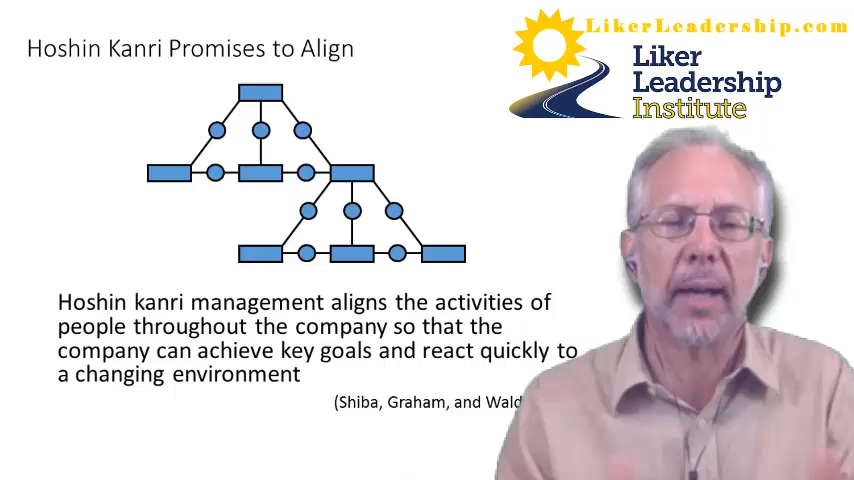 LikerLeadership.com
Hoshin Kanri Promises to Align
Liker
Leadership
Institute
Hoshin kanri management aligns the activities of
people throughout the company so that the
company can achieve key goals and react quickly to
a changing environment
(Shiba, Graham, and